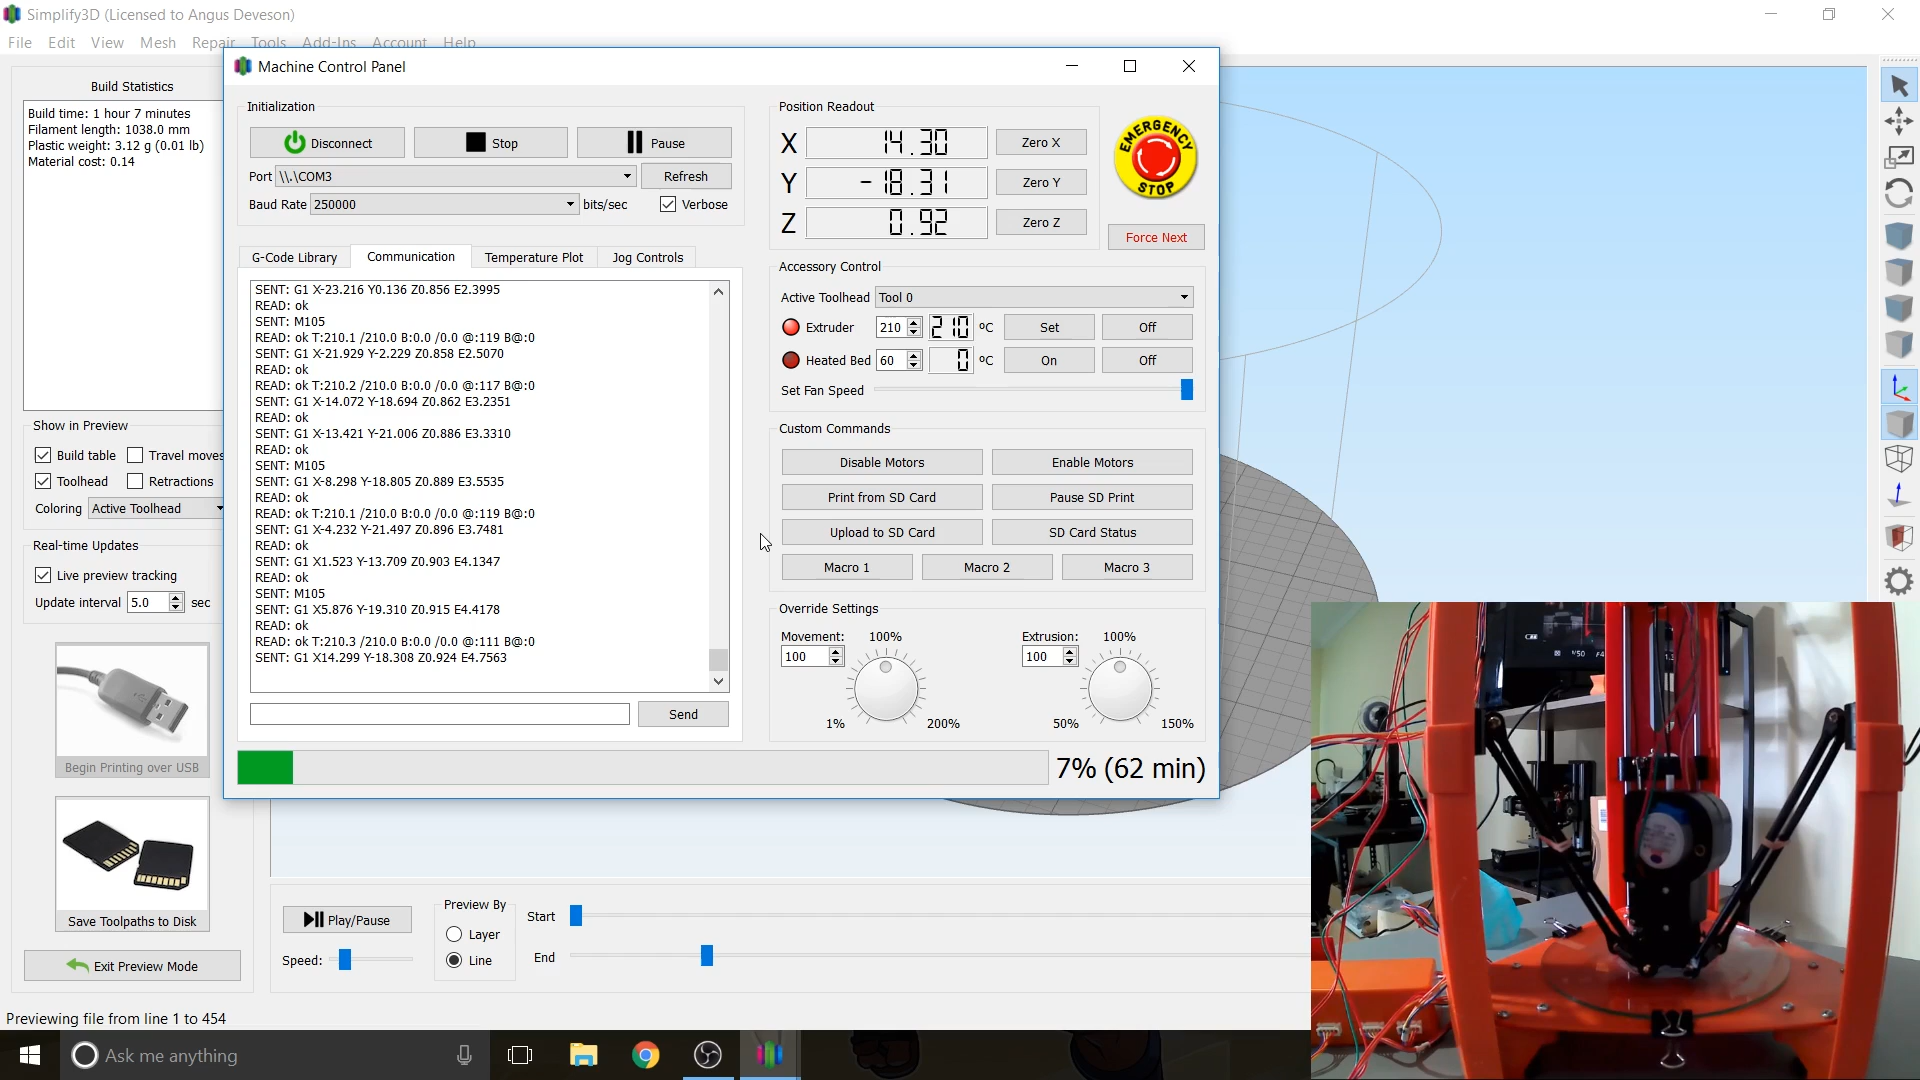 Simplify3D (Licensed to Angus Deveson)
File Edit View Mesh Repair Tools Add-Ins Account Help
Build Statistics
Build time: 1 hour 7 minutes
Filament length: 1038.0 mm
Plastic weight: 3.12 g (0.01 lb)
Material cost: 0.14
Show in Preview
Build table Travel moves
Toolhead Retractions
Coloring Active Toolhead
Real-time Updates
Live preview tracking
Update interval 5.0 sec
Begin Printing over USB
Save Toolpaths to Disk
Exit Preview Mode
Machine Control Panel
Initialization
Disconnect Stop Pause
Port \\.\COM3 Refresh
Baud Rate 250000 bits/sec Verbose
G-Code Library Communication Temperature Plot Jog Controls
SENT: G1 X-23.216 Y0.136 Z0.856 E2.3995
READ: ok
SENT: M105
READ: ok T:210.1 /210.0 B:0.0 /0.0 @:119 B@:0
SENT: G1 X-21.929 Y-2.229 Z0.858 E2.5070
READ: ok
READ: ok T:210.2 /210.0 B:0.0 /0.0 @:117 B@:0
SENT: G1 X-14.072 Y-18.694 Z0.862 E3.2351
READ: ok
SENT: G1 X-13.421 Y-21.006 Z0.886 E3.3310
READ: ok
SENT: M105
SENT: G1 X-8.298 Y-18.805 Z0.889 E3.5535
READ: ok
READ: ok T:210.1 /210.0 B:0.0 /0.0 @:119 B@:0
SENT: G1 X-4.232 Y-21.497 Z0.896 E3.7481
READ: ok
SENT: G1 X1.523 Y-13.709 Z0.903 E4.1347
READ: ok
SENT: M105
SENT: G1 X5.876 Y-19.310 Z0.915 E4.4178
READ: ok
READ: ok T:210.3 /210.0 B:0.0 /0.0 @:111 B@:0
SENT: G1 X14.299 Y-18.308 Z0.924 E4.7563
Send
Position Readout
X 14.30 Zero X
Y -18.31 Zero Y
Z 0.92 Zero Z
EMERGENCY STOP
Force Next
Accessory Control
Active Toolhead Tool 0
Extruder 210 210 ºC Set Off
Heated Bed 60 0 ºC On Off
Set Fan Speed
Custom Commands
Disable Motors Enable Motors
Print from SD Card Pause SD Print
Upload to SD Card SD Card Status
Macro 1 Macro 2 Macro 3
Override Settings
Movement: 100% Extrusion: 100%
100 100
1% 200% 50% 150%
7% (62 min)
Play/Pause
Speed:
Preview By
Layer
Line
Start
End
Previewing file from line 1 to 454
Ask me anything